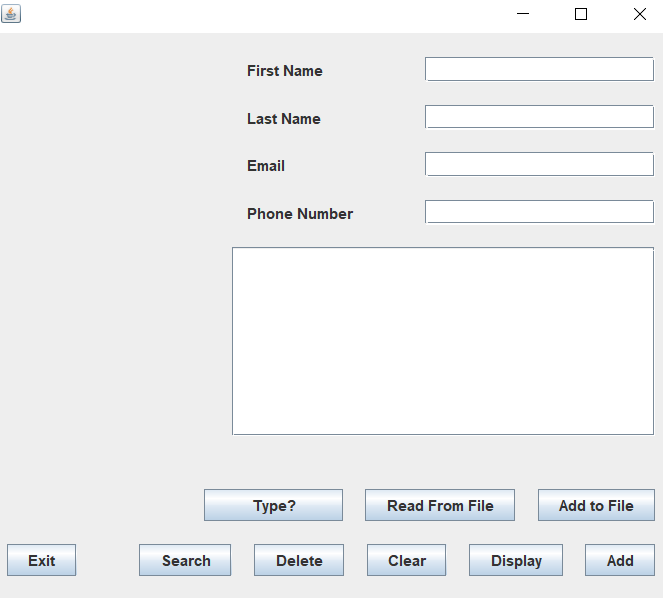 First Name
Last Name
Email
Phone Number
Type? Read From File Add to File
Exit Search Delete Clear Display Add